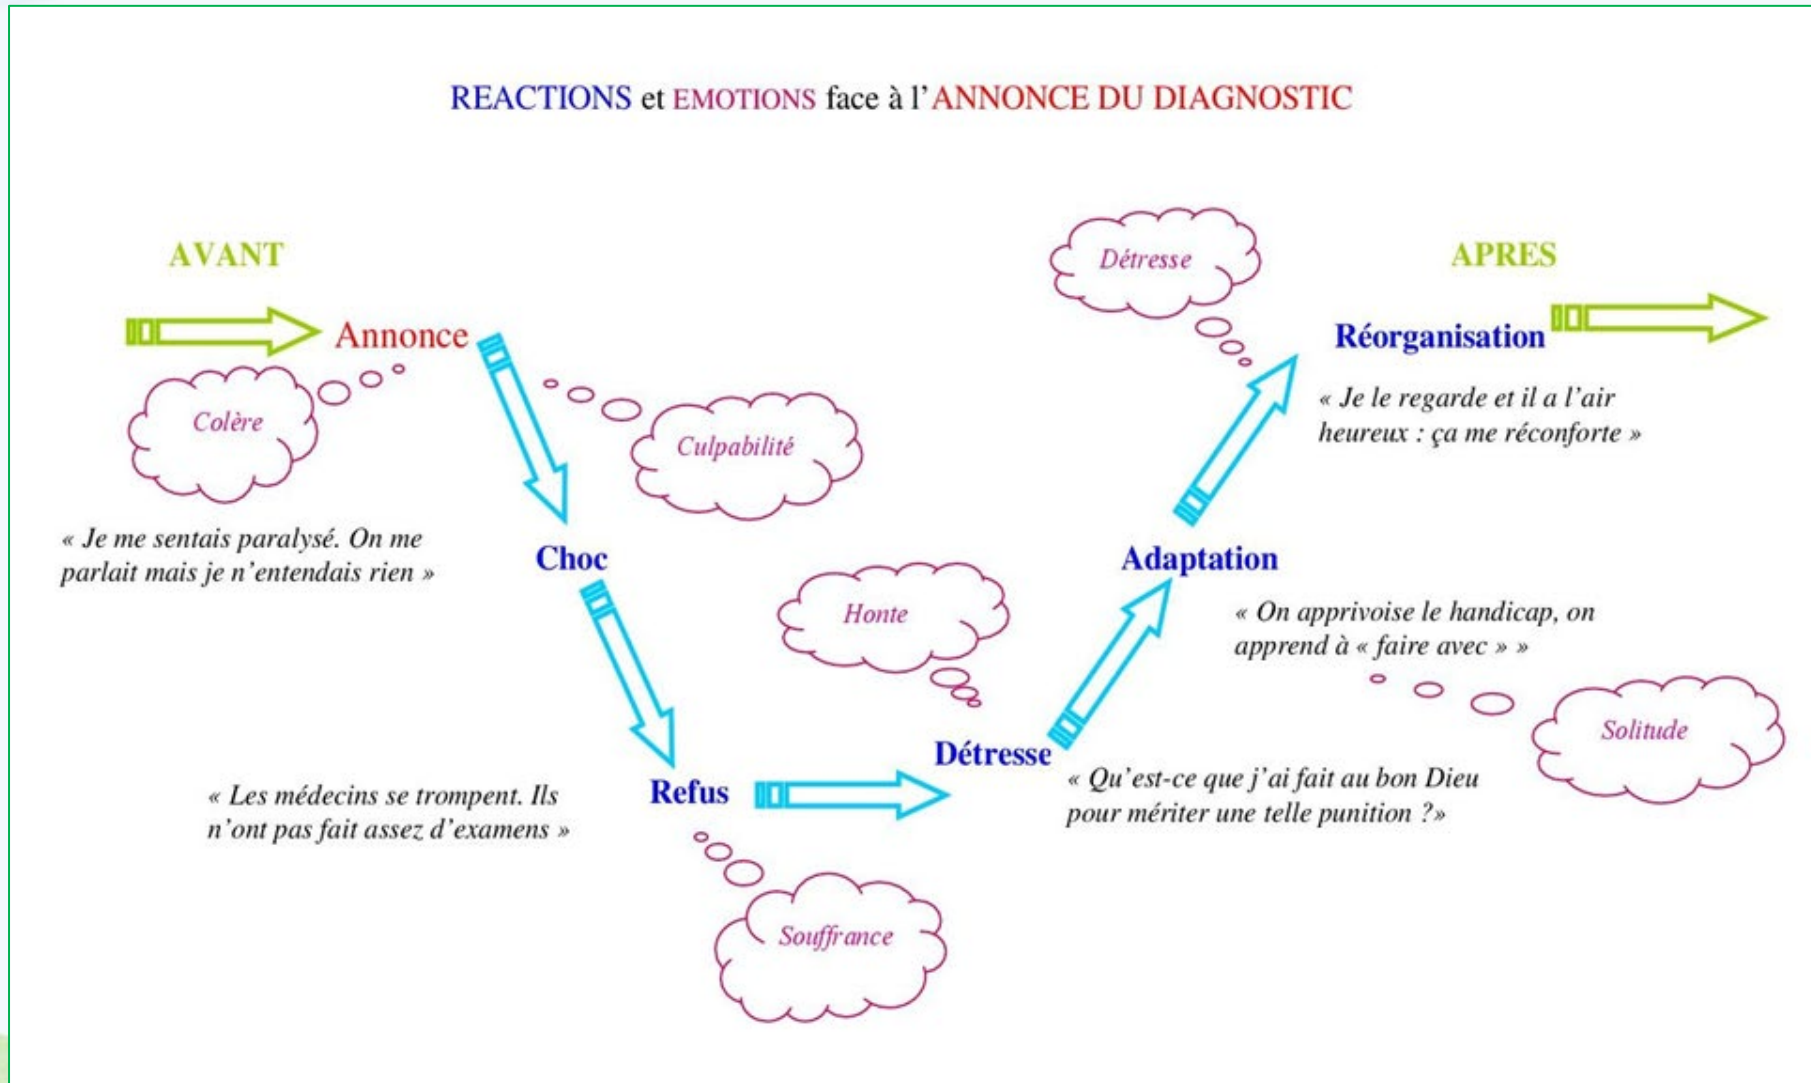 REACTIONS et EMOTIONS face à l’ANNONCE DU DIAGNOSTIC
AVANT
Annonce
Colère
« Je me sentais paralysé. On me
parlait mais je n’entendais rien »
Culpabilité
Choc
« Les médecins se trompent. Ils
n’ont pas fait assez d’examens »
Refus
Souffrance
Honte
Détresse
« Qu’est-ce que j’ai fait au bon Dieu
pour mériter une telle punition ?»
Adaptation
« On apprivoise le handicap, on
apprend à « faire avec » »
Solitude
Détresse
APRES
Réorganisation
« Je le regarde et il a l’air
heureux : ça me réconforte »